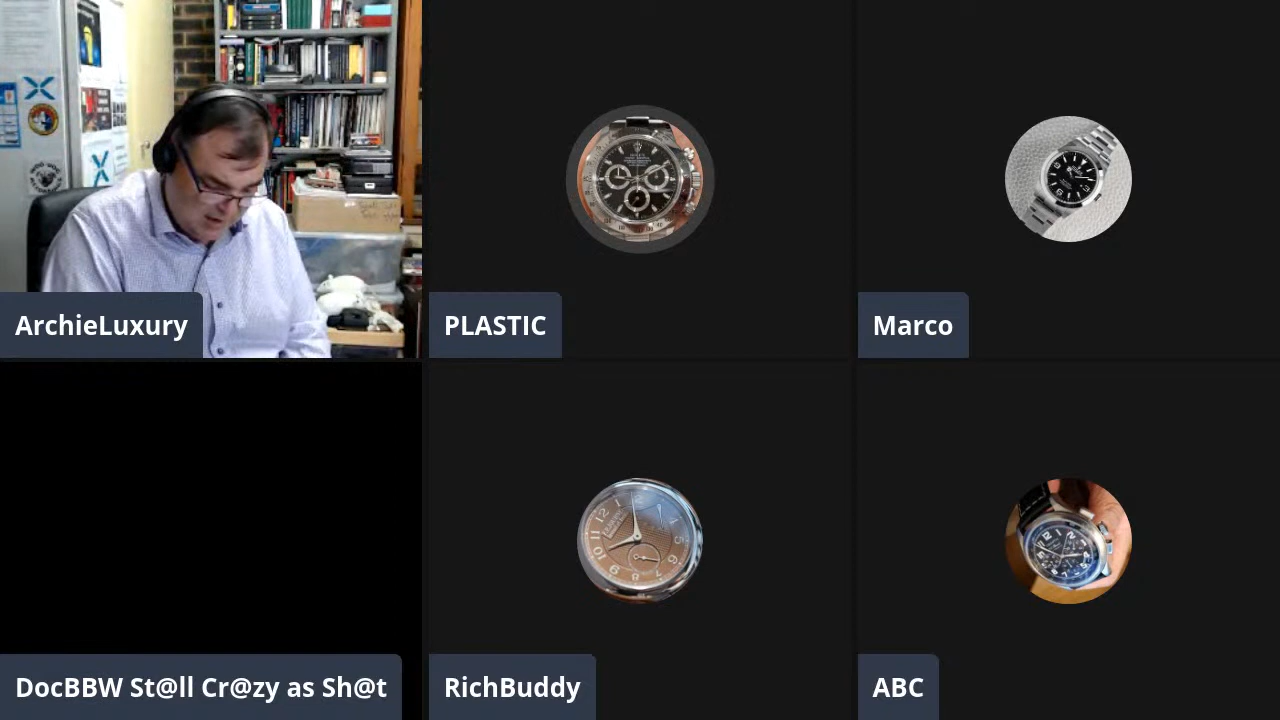 ArchieLuxury
PLASTIC
Marco
DocBBW St@ll Cr@zy as Sh@t
RichBuddy
ABC